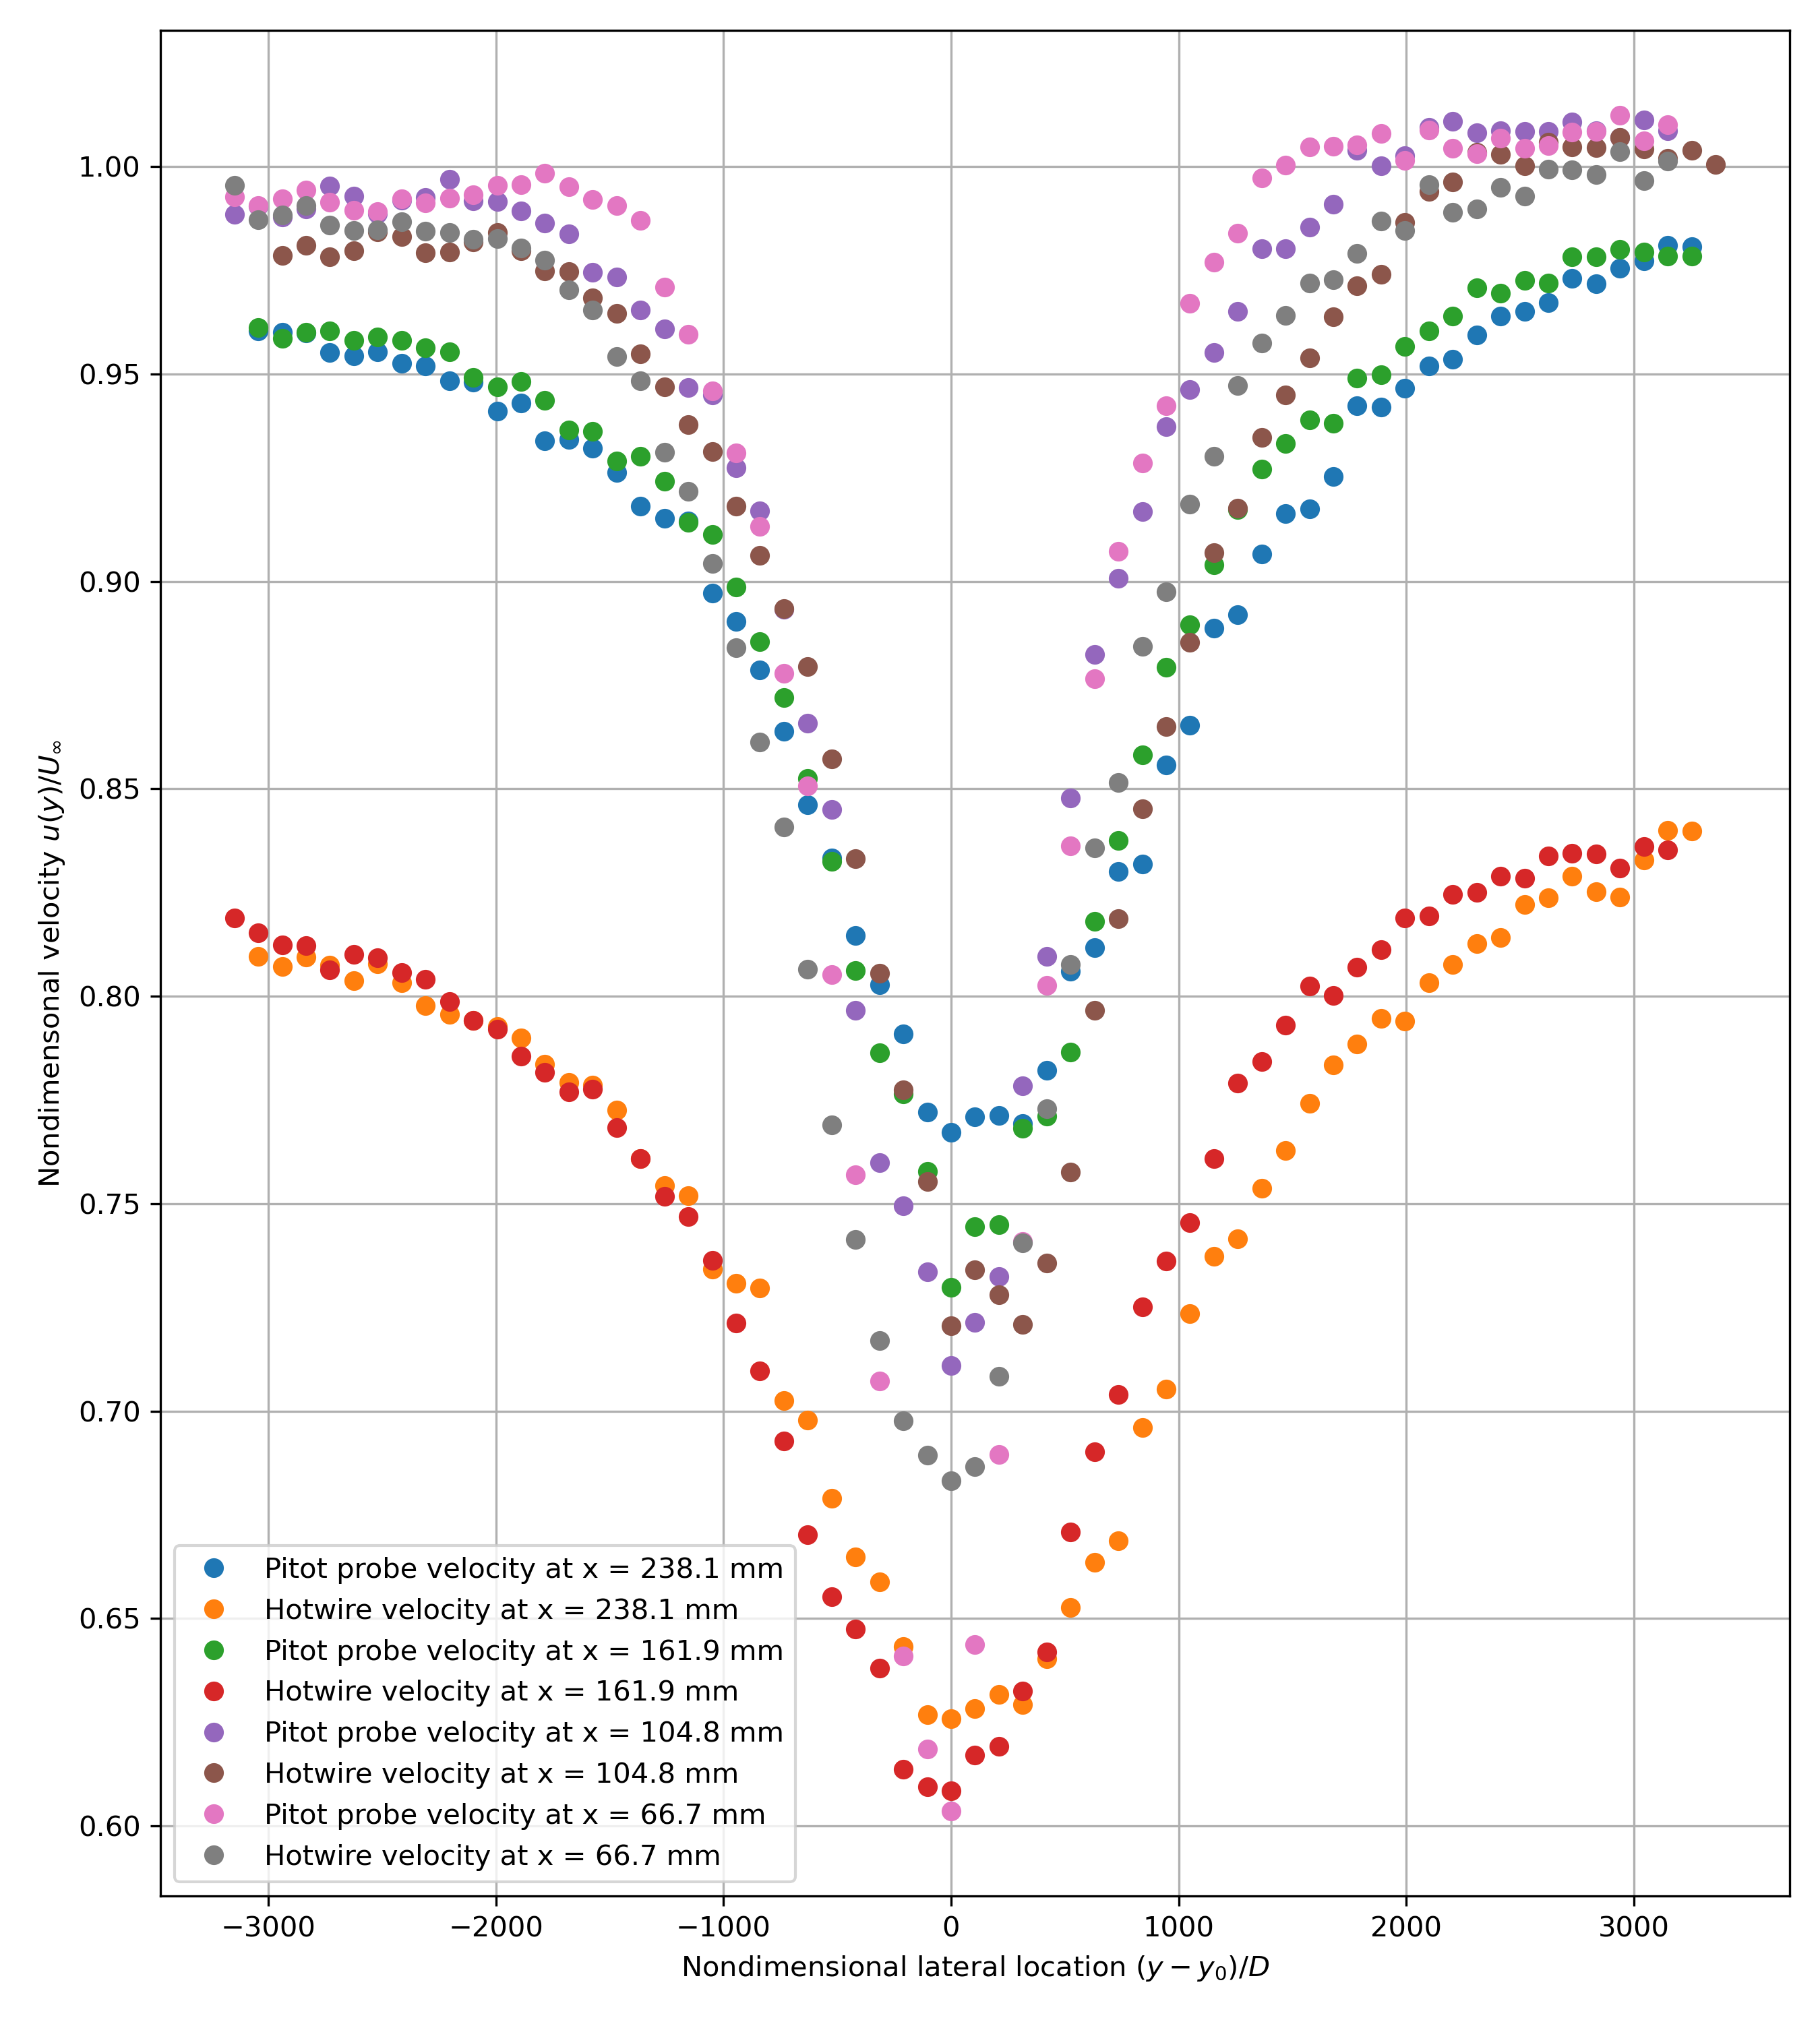 1.00
0.95
0.90
0.85
0.80
0.75
0.70
0.65
0.60
Nondimensonal velocity u(y)/U∞
Pitot probe velocity at x = 238.1 mm
Hotwire velocity at x = 238.1 mm
Pitot probe velocity at x = 161.9 mm
Hotwire velocity at x = 161.9 mm
Pitot probe velocity at x = 104.8 mm
Hotwire velocity at x = 104.8 mm
Pitot probe velocity at x = 66.7 mm
Hotwire velocity at x = 66.7 mm
−3000 −2000 −1000 0 1000 2000 3000
Nondimensional lateral location (y − y₀)/D